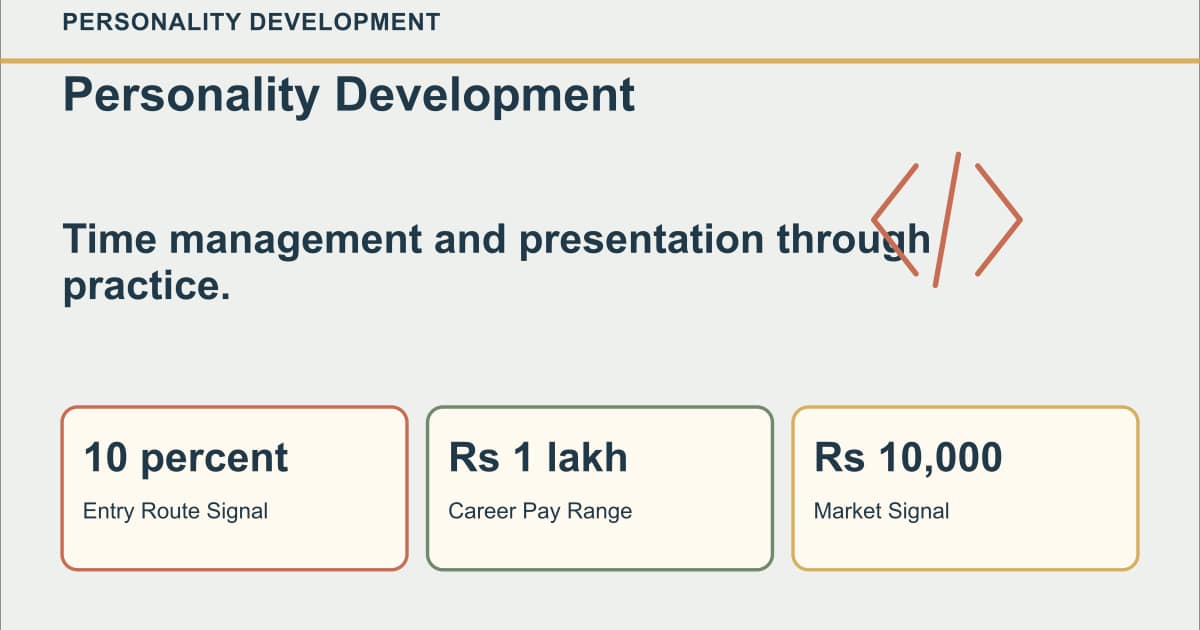 PERSONALITY DEVELOPMENT
Personality Development
Time management and presentation through
practice.
10 percent
Entry Route Signal
Rs 1 lakh
Career Pay Range
Rs 10,000
Market Signal